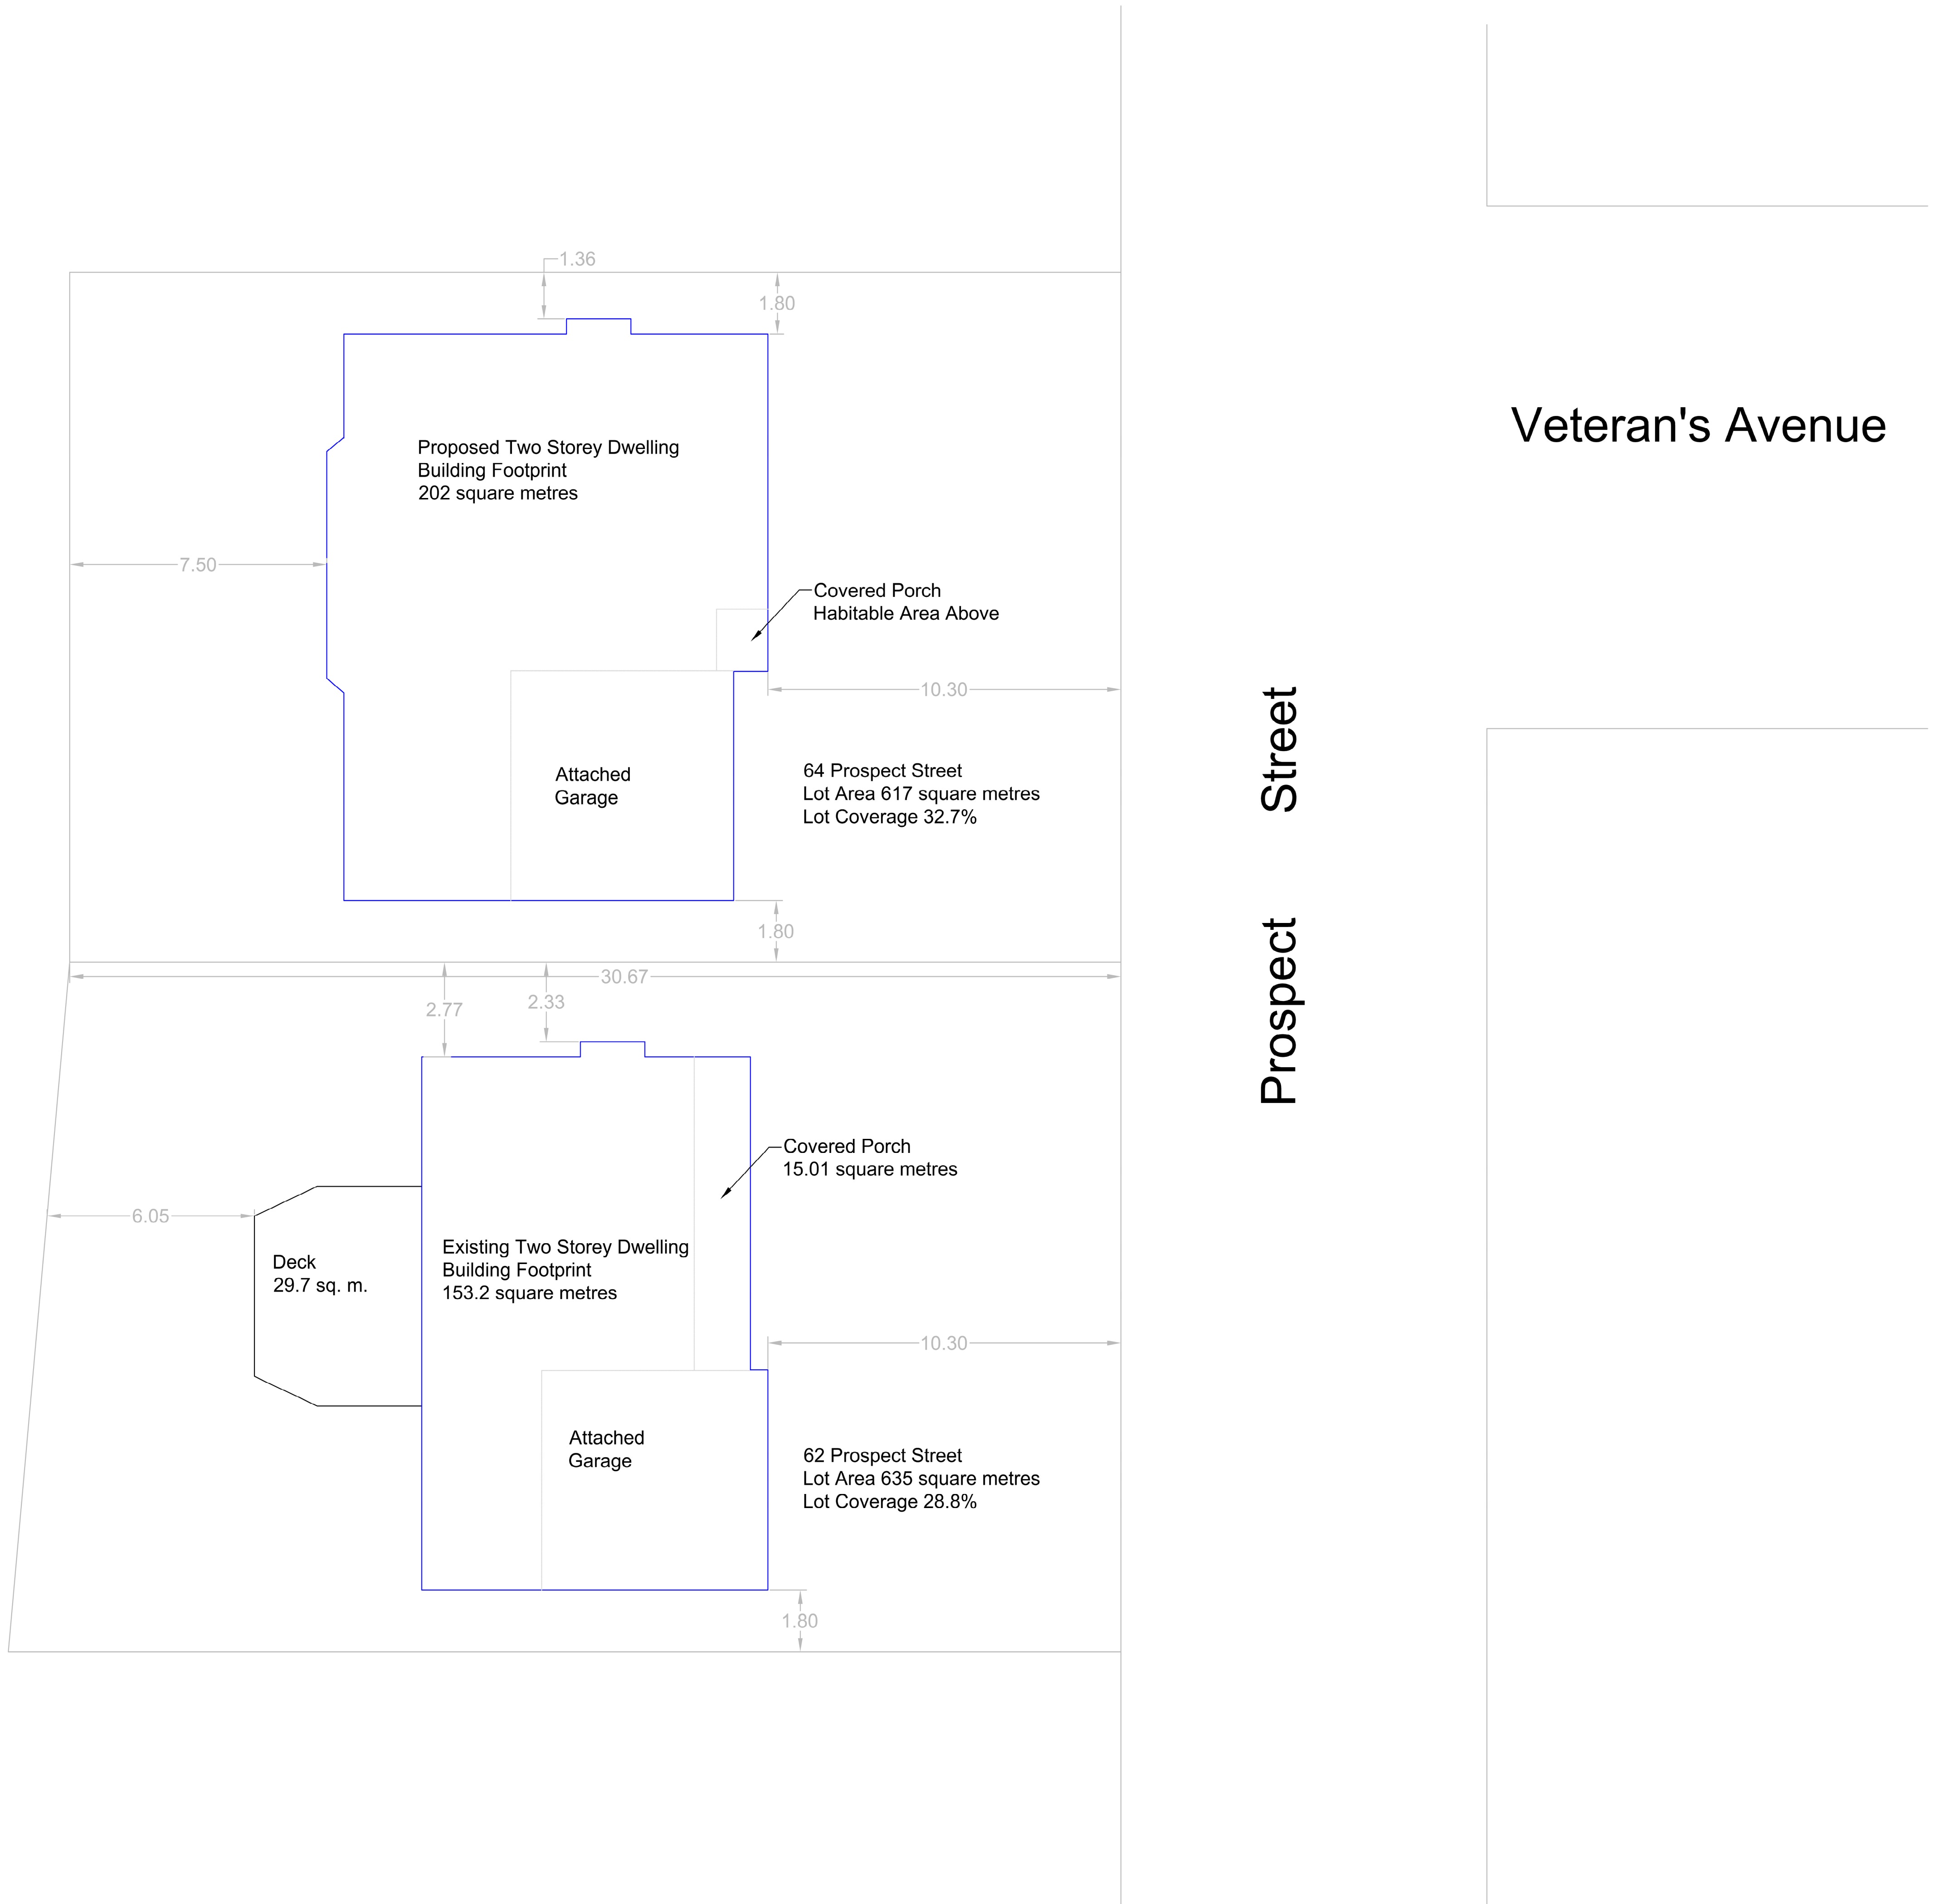 1.36
1.80
Veteran's Avenue
Proposed Two Storey Dwelling
Building Footprint
202 square metres
7.50
Covered Porch
Habitable Area Above
10.30
Attached
Garage
64 Prospect Street
Lot Area 617 square metres
Lot Coverage 32.7%
1.80
Prospect Street
30.67
2.77
2.33
Covered Porch
15.01 square metres
6.05
Deck
29.7 sq. m.
Existing Two Storey Dwelling
Building Footprint
153.2 square metres
10.30
Attached
Garage
62 Prospect Street
Lot Area 635 square metres
Lot Coverage 28.8%
1.80